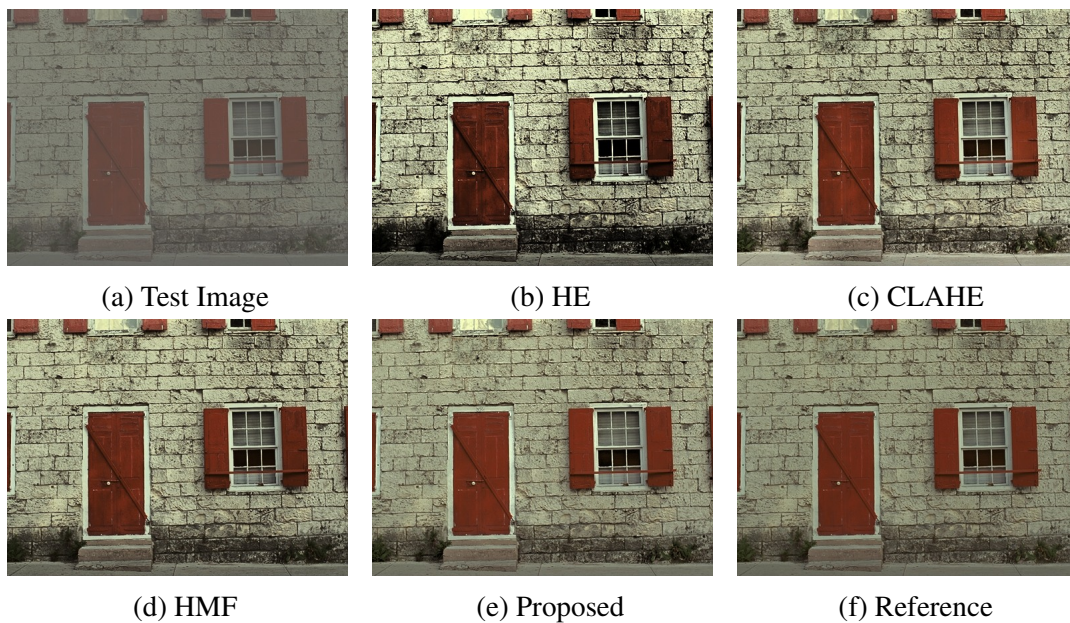 (a) Test Image
(b) HE
(c) CLAHE
(d) HMF
(e) Proposed
(f) Reference